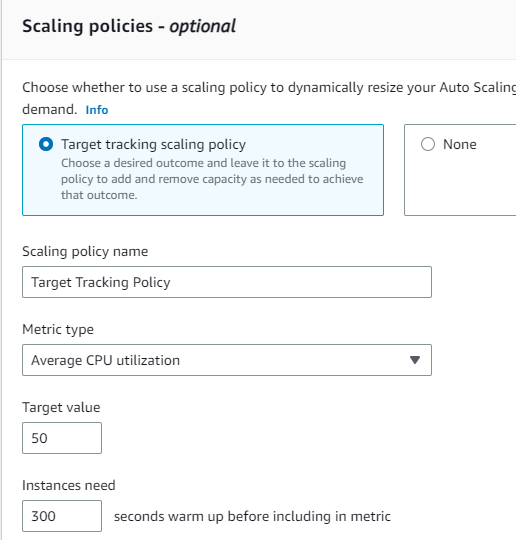 Scaling policies - optional
Choose whether to use a scaling policy to dynamically resize your Auto Scaling
demand. Info
Target tracking scaling policy
Choose a desired outcome and leave it to the scaling
policy to add and remove capacity as needed to achieve
that outcome.
None
Scaling policy name
Target Tracking Policy
Metric type
Average CPU utilization
Target value
50
Instances need
300 seconds warm up before including in metric